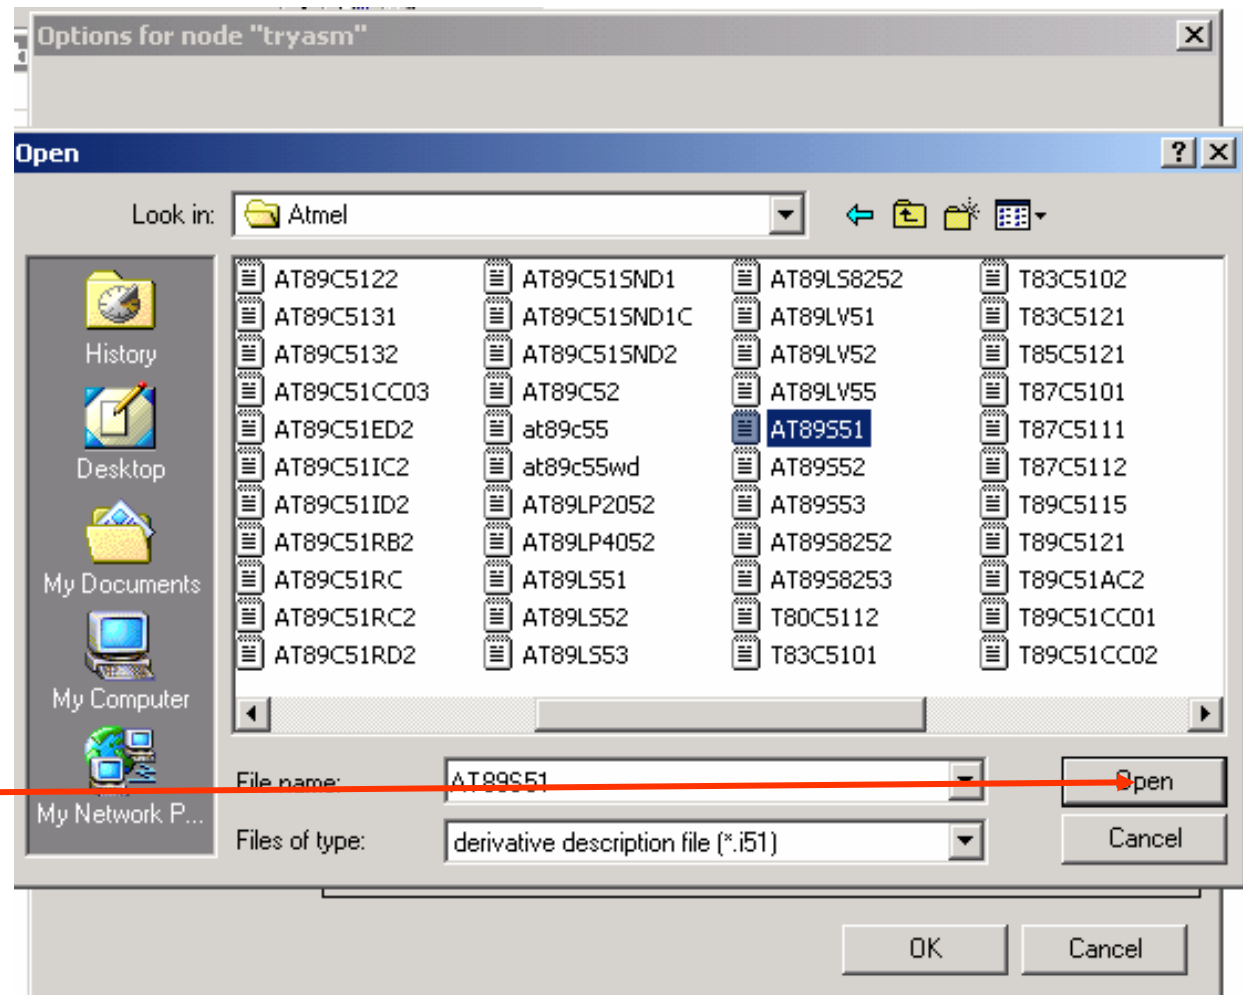 Options for node "tryasm"
Open
Look in: Atmel
History
Desktop
My Documents
My Computer
My Network P...
AT89C5122 AT89C51SND1 AT89LS8252 T83C5102
AT89C5131 AT89C51SND1C AT89LV51 T83C5121
AT89C5132 AT89C51SND2 AT89LV52 T85C5121
AT89C51CC03 AT89C52 AT89LV55 T87C5101
AT89C51ED2 at89c55 AT89S51 T87C5111
AT89C51IC2 at89c55wd AT89S52 T87C5112
AT89C51ID2 AT89LP2052 AT89S53 T89C5115
AT89C51RB2 AT89LP4052 AT89S8252 T89C5121
AT89C51RC AT89LS51 AT89S8253 T89C51AC2
AT89C51RC2 AT89LS52 T80C5112 T89C51CC01
AT89C51RD2 AT89LS53 T83C5101 T89C51CC02
File name: AT89S51 Open
Files of type: derivative description file (*.i51) Cancel
OK Cancel